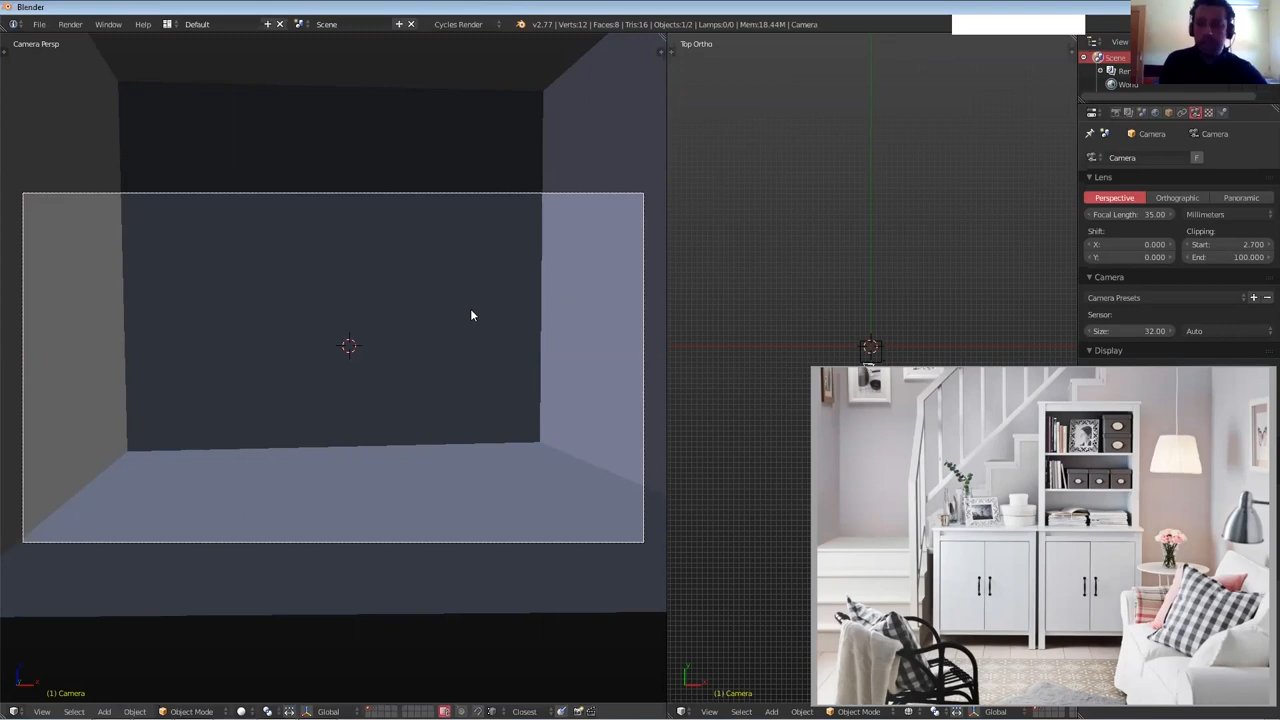 Blender
File Render Window Help Default Scene Cycles Render v2.77 | Verts:12 | Faces:8 | Tris:16 | Objects:1/2 | Lamps:0/0 | Mem:18.44M | Camera
Camera Persp
Top Ortho
View
Scene
Ren
World
Camera Camera
Camera F
Lens
Perspective Orthographic Panoramic
Focal Length: 35.00 Millimeters
Shift: Clipping:
X: 0.000 Start: 2.700
Y: 0.000 End: 100.000
Camera
Camera Presets
Sensor:
Size: 32.00 Auto
Display
(1) Camera
(1) Camera
View Select Add Object Object Mode Global Closest
View Select Add Object Object Mode Global